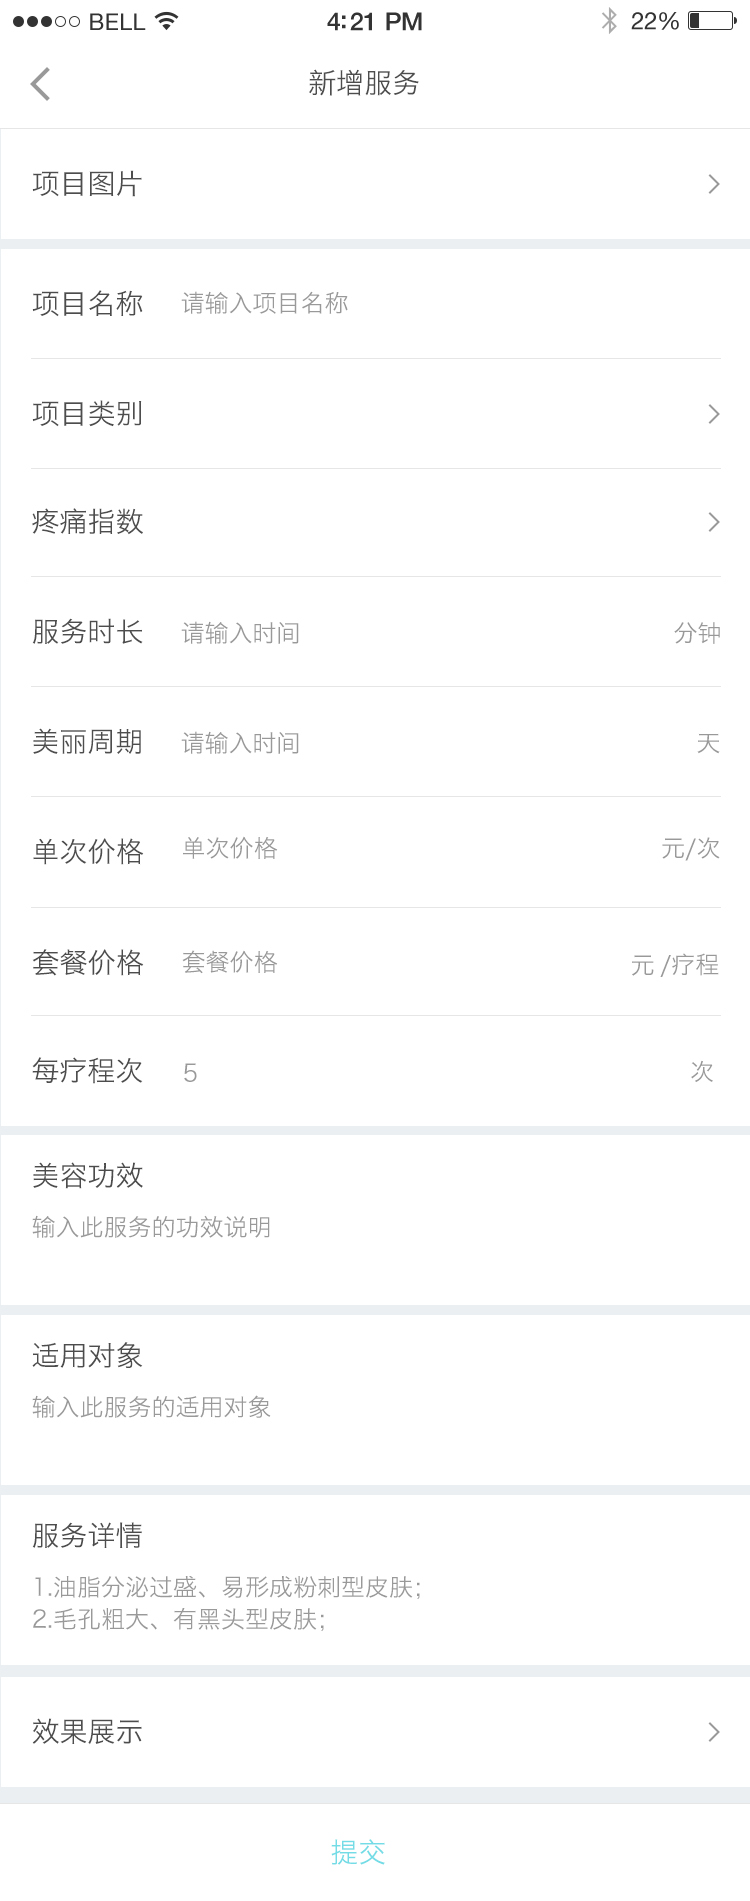 BELL 4:21 PM 22%
新增服务
项目图片
项目名称 请输入项目名称
项目类别
疼痛指数
服务时长 请输入时间 分钟
美丽周期 请输入时间 天
单次价格 单次价格 元/次
套餐价格 套餐价格 元 /疗程
每疗程次 5 次
美容功效
输入此服务的功效说明
适用对象
输入此服务的适用对象
服务详情
1.油脂分泌过盛、易形成粉刺型皮肤;
2.毛孔粗大、有黑头型皮肤;
效果展示
提交